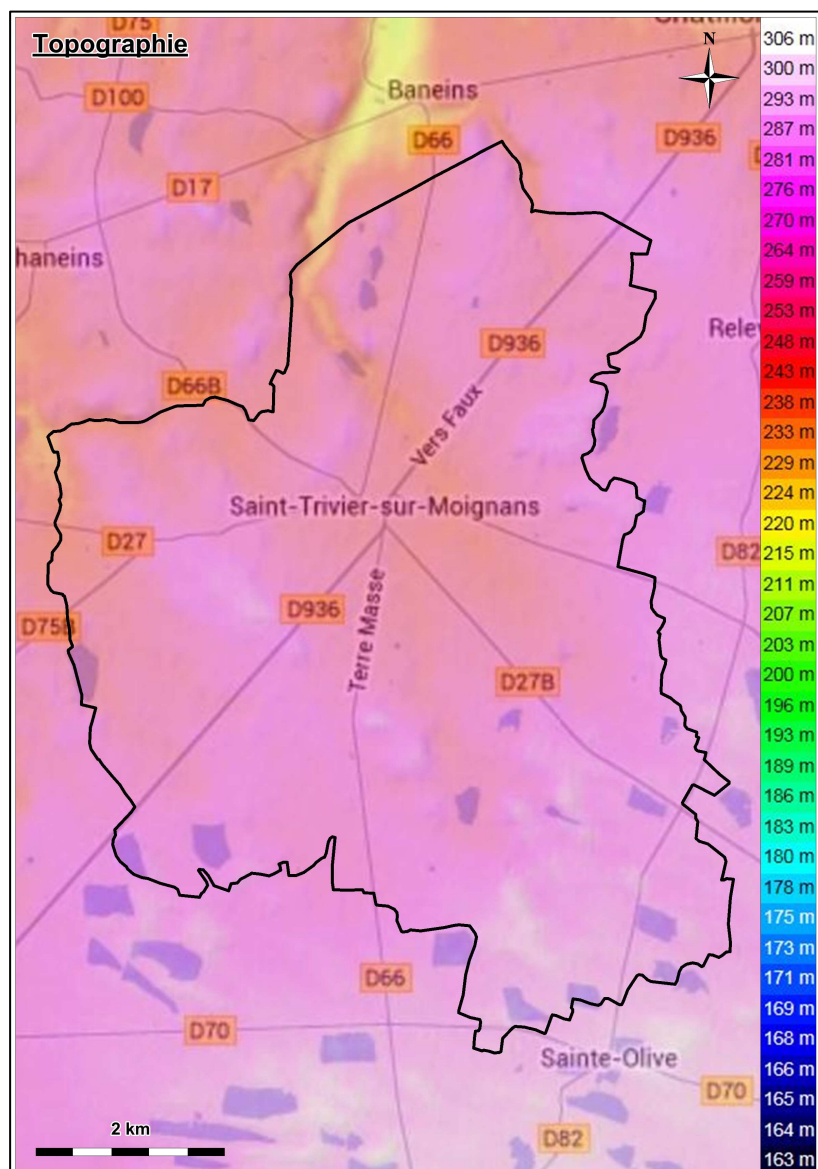 Topographie
D75
N
D100
Baneins
D66
D936
D17
haneins
D936
Rele
D66B
Vers Faux
Saint-Trivier-sur-Moignans
D27
D82
D936
D75B
Terre Masse
D27B
D66
D70
Sainte-Olive
D70
D82
2 km
306 m
300 m
293 m
287 m
281 m
276 m
270 m
264 m
259 m
253 m
248 m
243 m
238 m
233 m
229 m
224 m
220 m
215 m
211 m
207 m
203 m
200 m
196 m
193 m
189 m
186 m
183 m
180 m
178 m
175 m
173 m
171 m
169 m
168 m
166 m
165 m
164 m
163 m